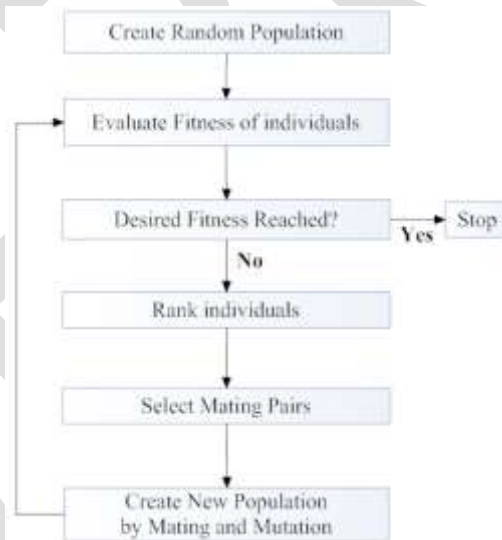 Create Random Population
Evaluate Fitness of individuals
Desired Fitness Reached?
Yes
Stop
No
Rank individuals
Select Mating Pairs
Create New Population
by Mating and Mutation